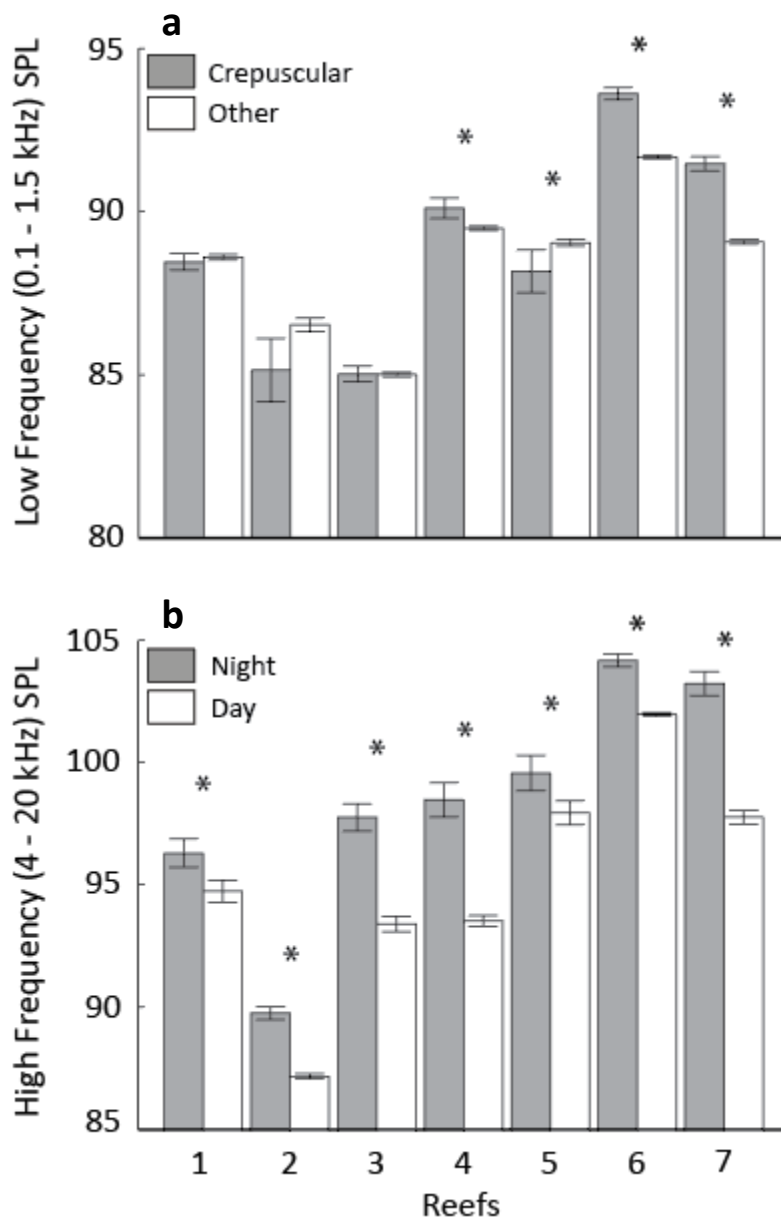 a
Low Frequency (0.1 - 1.5 kHz) SPL
95
90
85
80
Crepuscular
Other
*
*
*
*
b
High Frequency (4 - 20 kHz) SPL
105
100
95
90
85
Night
Day
*
*
*
*
*
*
*
1 2 3 4 5 6 7
Reefs